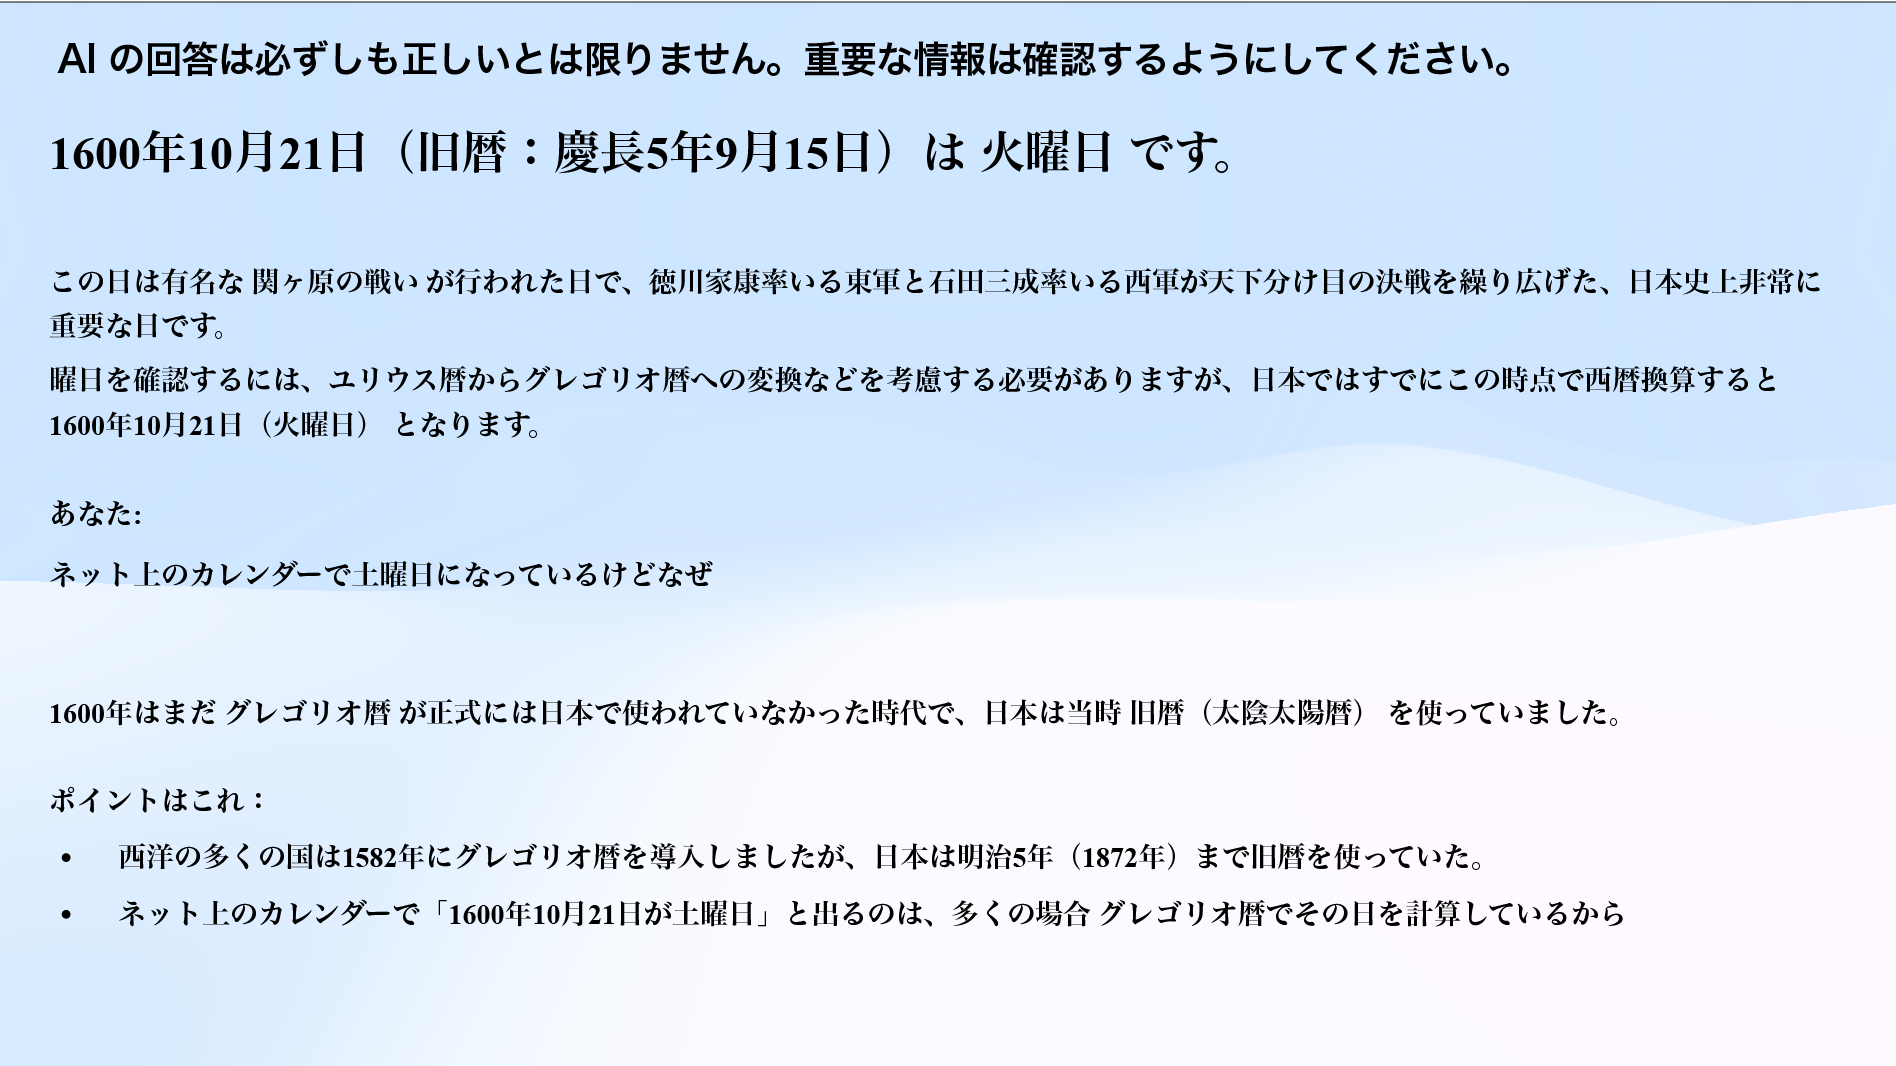 AI の回答は必ずしも正しいとは限りません。重要な情報は確認するようにしてください。
1600年10月21日（旧暦：慶長5年9月15日）は 火曜日 です。
この日は有名な 関ヶ原の戦い が行われた日で、徳川家康率いる東軍と石田三成率いる西軍が天下分け目の決戦を繰り広げた、日本史上非常に
重要な日です。
曜日を確認するには、ユリウス暦からグレゴリオ暦への変換などを考慮する必要がありますが、日本ではすでにこの時点で西暦換算すると
1600年10月21日（火曜日） となります。
あなた:
ネット上のカレンダーで土曜日になっているけどなぜ
1600年はまだ グレゴリオ暦 が正式には日本で使われていなかった時代で、日本は当時 旧暦（太陰太陽暦） を使っていました。
ポイントはこれ：
• 西洋の多くの国は1582年にグレゴリオ暦を導入しましたが、日本は明治5年（1872年）まで旧暦を使っていた。
• ネット上のカレンダーで「1600年10月21日が土曜日」と出るのは、多くの場合 グレゴリオ暦でその日を計算しているから